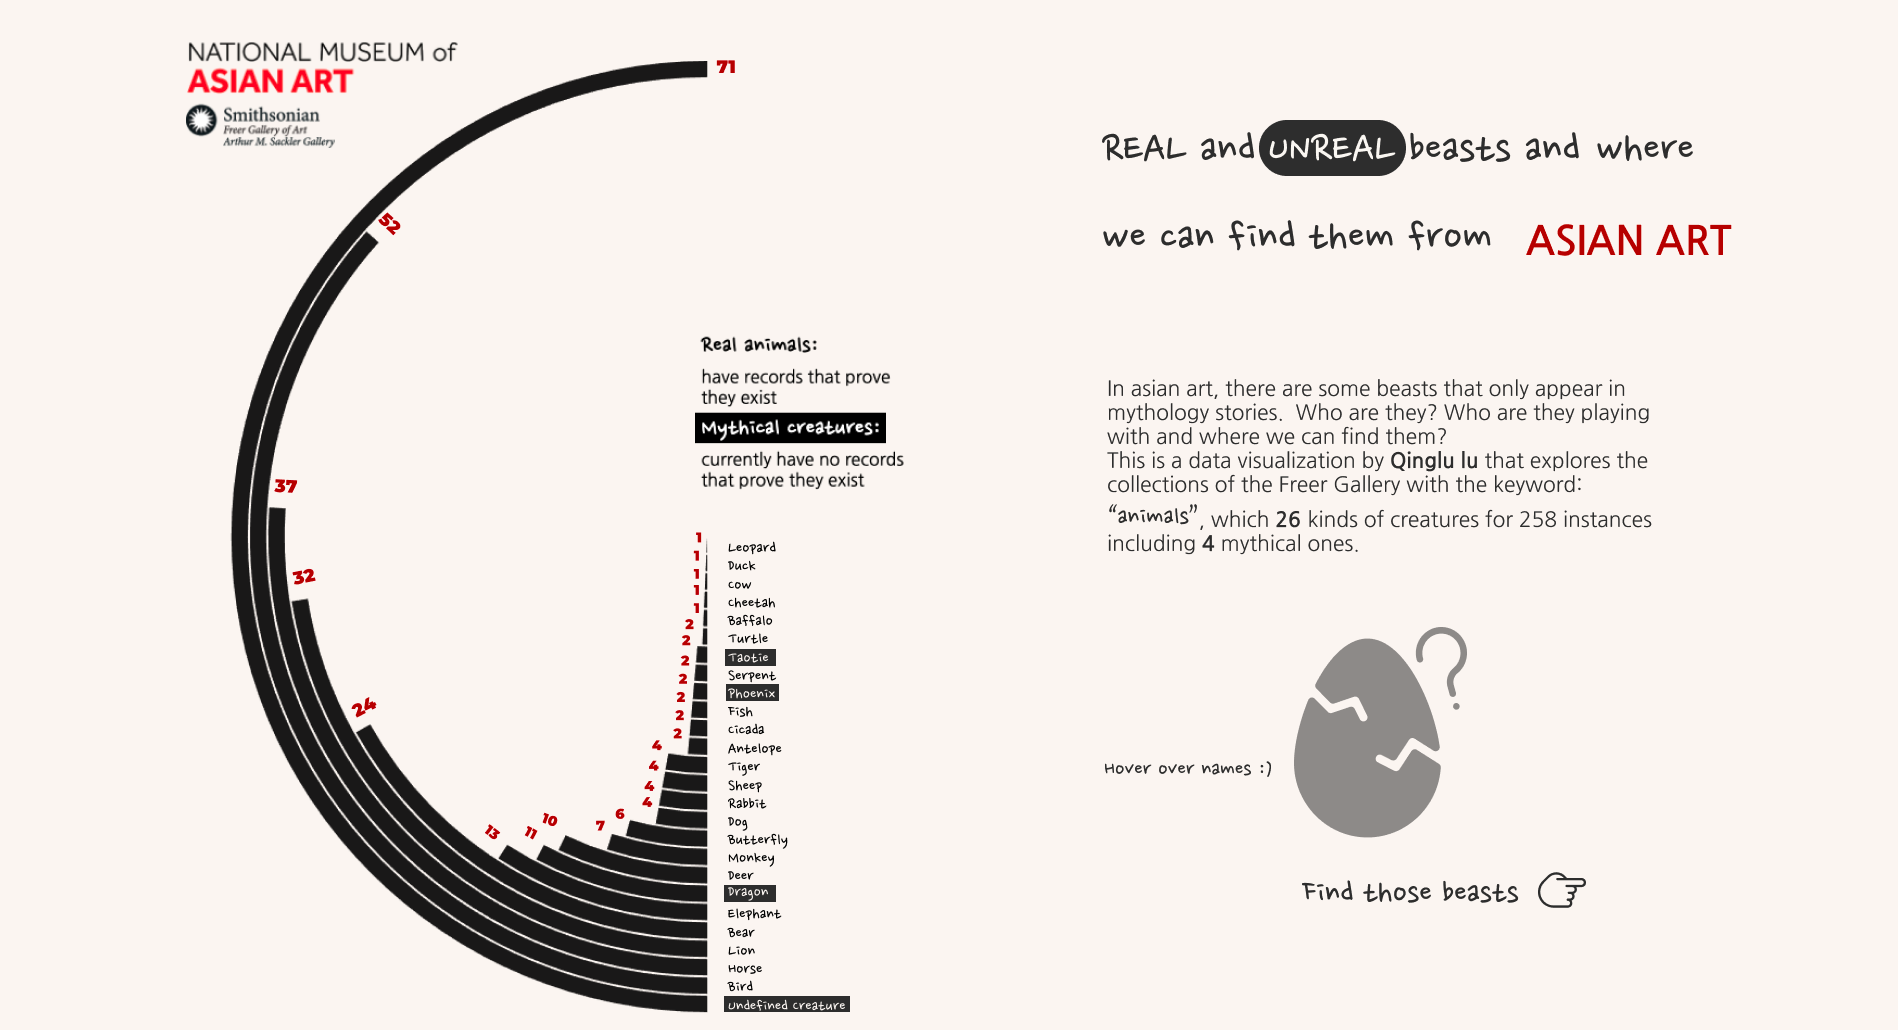 NATIONAL MUSEUM of
ASIAN ART
Smithsonian
Freer Gallery of Art
Arthur M. Sackler Gallery
71
52
37
32
24
13
11
10
7
6
4
4
4
4
2
2
2
2
2
2
2
1
1
1
1
1
Real animals:
have records that prove
they exist
Mythical creatures:
currently have no records
that prove they exist
Leopard
Duck
Cow
Cheetah
Baffalo
Turtle
Taotie
Serpent
Phoenix
Fish
Cicada
Antelope
Tiger
Sheep
Rabbit
Dog
Butterfly
Monkey
Deer
Dragon
Elephant
Bear
Lion
Horse
Bird
Undefined creature
REAL and UNREAL beasts and where
we can find them from ASIAN ART
In asian art, there are some beasts that only appear in
mythology stories. Who are they? Who are they playing
with and where we can find them?
This is a data visualization by Qinglu lu that explores the
collections of the Freer Gallery with the keyword:
“animals”, which 26 kinds of creatures for 258 instances
including 4 mythical ones.
?
Hover over names :)
Find those beasts